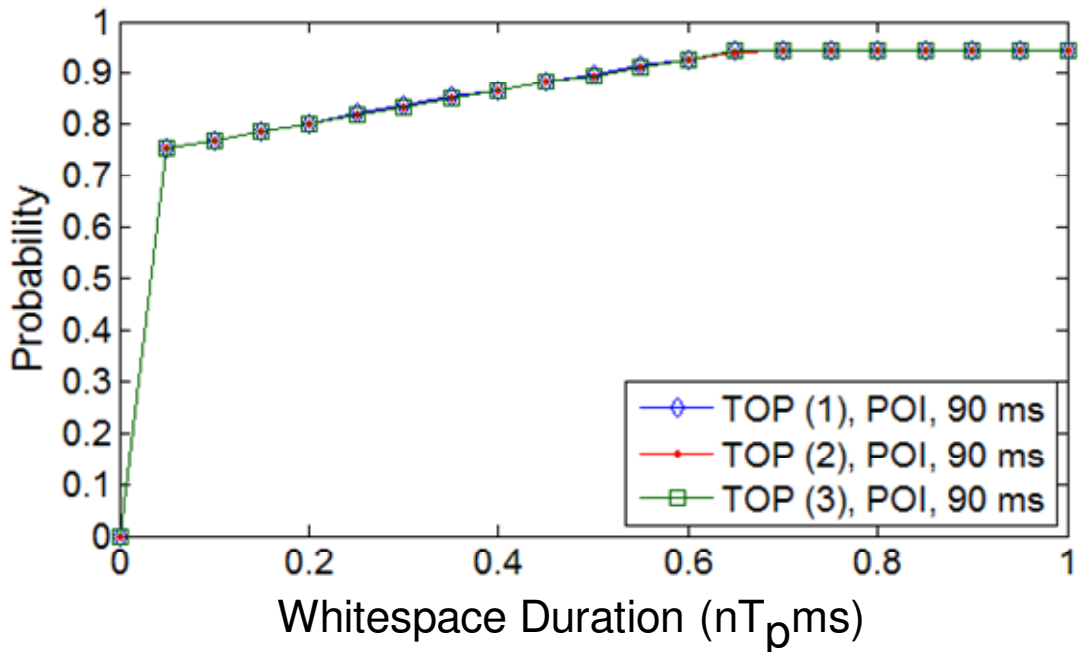 1
0.9
0.8
0.7
0.6
0.5
0.4
0.3
0.2
0.1
0
Probability
TOP (1), POI, 90 ms
TOP (2), POI, 90 ms
TOP (3), POI, 90 ms
0 0.2 0.4 0.6 0.8 1
Whitespace Duration (nTpms)